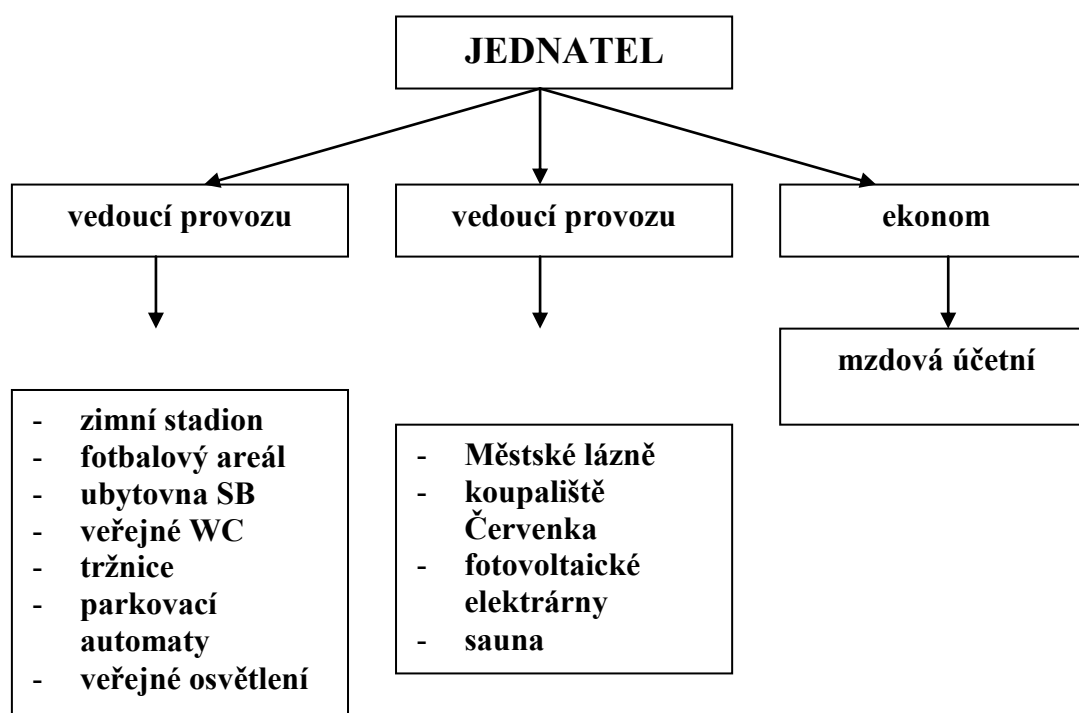 JEDNATEL
vedoucí provozu
vedoucí provozu
ekonom
mzdová účetní
- zimní stadion
- fotbalový areál
- ubytovna SB
- veřejné WC
- tržnice
- parkovací
automaty
- veřejné osvětlení
- Městské lázně
- koupaliště
Červenka
- fotovoltaické
elektrárny
- sauna